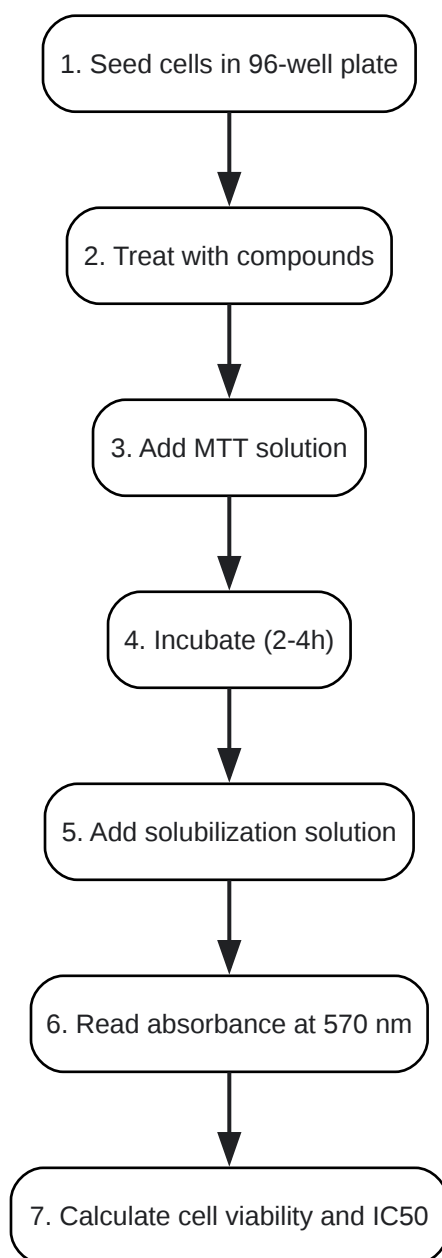 1. Seed cells in 96-well plate
2. Treat with compounds
3. Add MTT solution
4. Incubate (2-4h)
5. Add solubilization solution
6. Read absorbance at 570 nm
7. Calculate cell viability and IC50